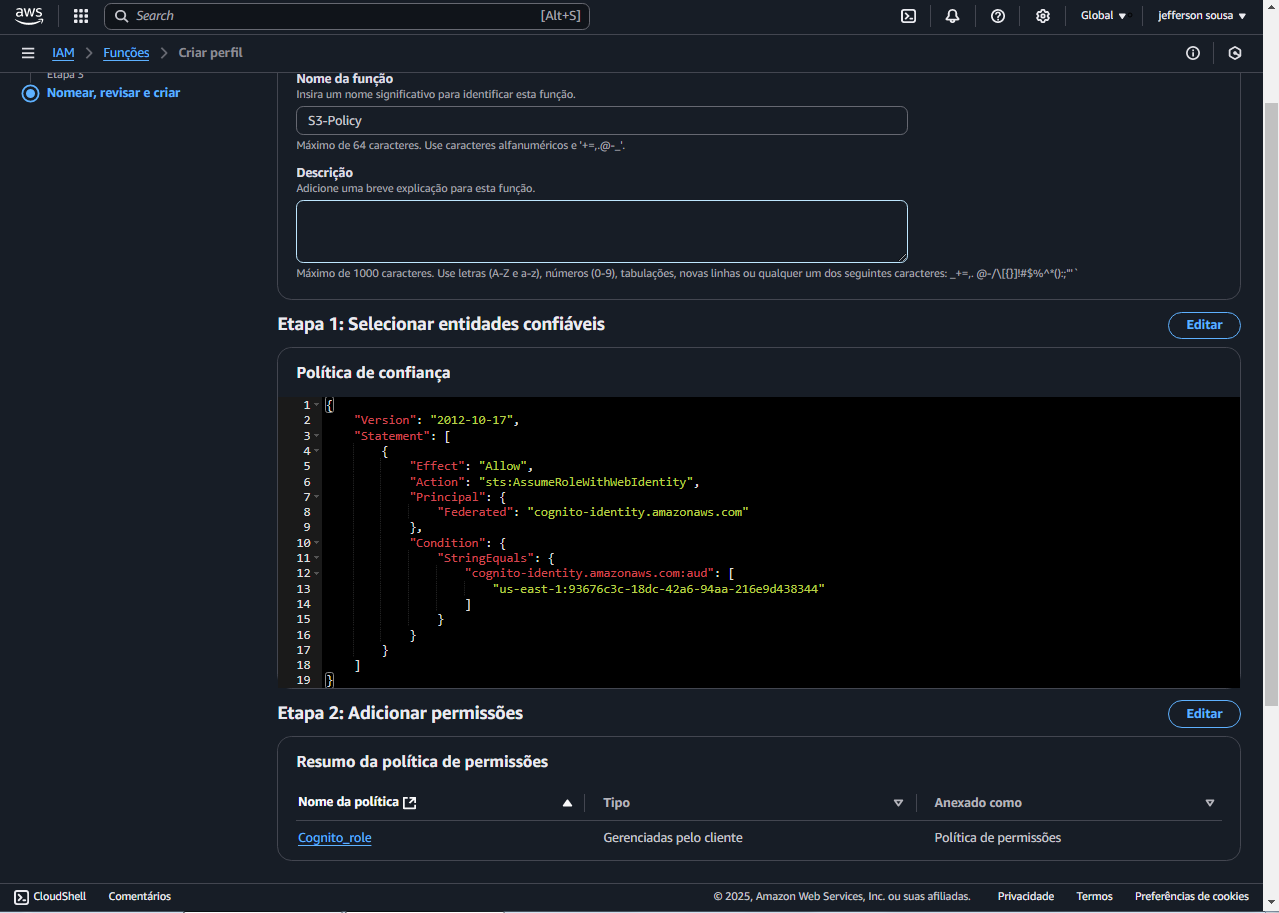 aws
Search [Alt+S]
Global ▼ jefferson sousa ▼
IAM > Funções > Criar perfil
Etapa 3
Nomear, revisar e criar
Nome da função
Insira um nome significativo para identificar esta função.
S3-Policy
Máximo de 64 caracteres. Use caracteres alfanuméricos e '+=,.@-_'.
Descrição
Adicione uma breve explicação para esta função.
Máximo de 1000 caracteres. Use letras (A-Z e a-z), números (0-9), tabulações, novas linhas ou qualquer um dos seguintes caracteres: _+=,. @-/\[{}]!#$%^*();:"'`
Etapa 1: Selecionar entidades confiáveis
Editar
Política de confiança
1 {
2 "Version": "2012-10-17",
3 "Statement": [
4 {
5 "Effect": "Allow",
6 "Action": "sts:AssumeRoleWithWebIdentity",
7 "Principal": {
8 "Federated": "cognito-identity.amazonaws.com"
9 },
10 "Condition": {
11 "StringEquals": {
12 "cognito-identity.amazonaws.com:aud": [
13 "us-east-1:93676c3c-18dc-42a6-94aa-216e9d438344"
14 ]
15 }
16 }
17 }
18 ]
19 }
Etapa 2: Adicionar permissões
Editar
Resumo da política de permissões
Nome da política Tipo Anexado como
Cognito_role Gerenciadas pelo cliente Política de permissões
CloudShell Comentários © 2025, Amazon Web Services, Inc. ou suas afiliadas. Privacidade Termos Preferências de cookies